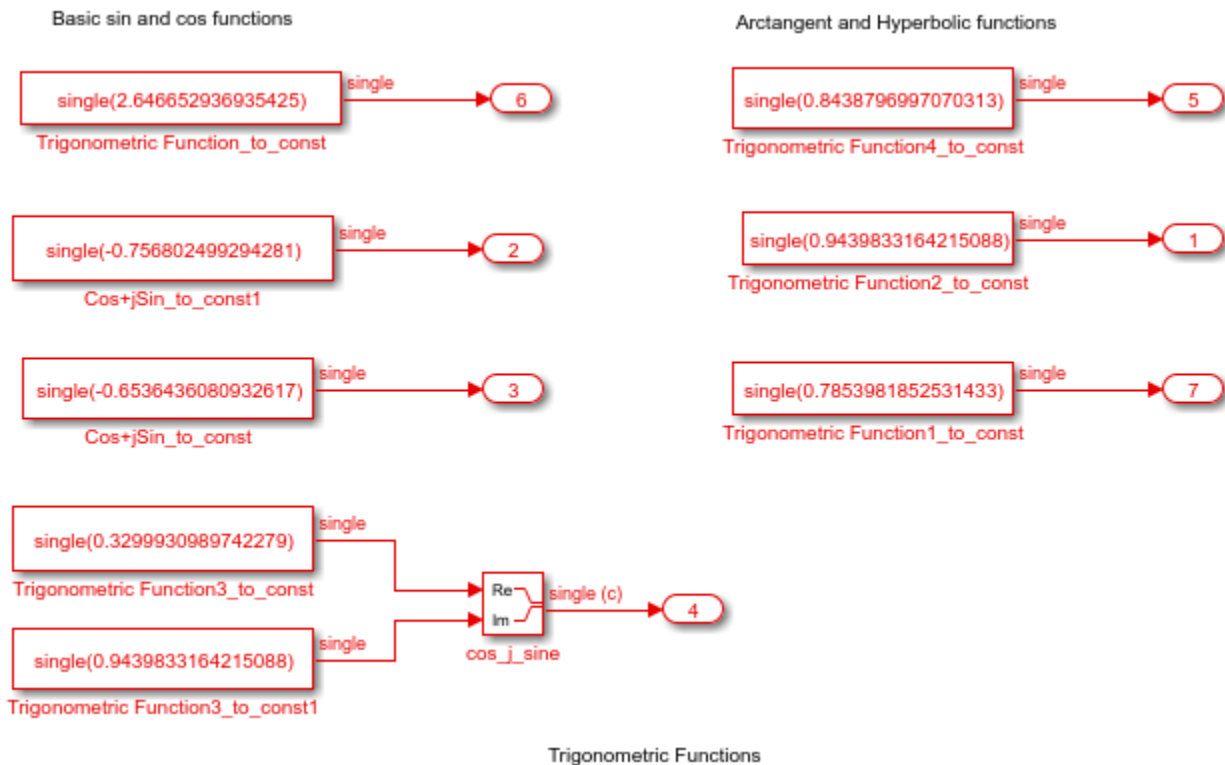 Basic sin and cos functions
Arctangent and Hyperbolic functions
single(2.646652936935425)
single
6
Trigonometric Function_to_const
single(0.8438796997070313)
single
5
Trigonometric Function4_to_const
single(-0.756802499294281)
single
2
Cos+jSin_to_const1
single(0.9439833164215088)
single
1
Trigonometric Function2_to_const
single(-0.6536436080932617)
single
3
Cos+jSin_to_const
single(0.7853981852531433)
single
7
Trigonometric Function1_to_const
single(0.3299930989742279)
single
Trigonometric Function3_to_const
Re
Im
single (c)
4
cos_j_sine
single(0.9439833164215088)
single
Trigonometric Function3_to_const1
Trigonometric Functions